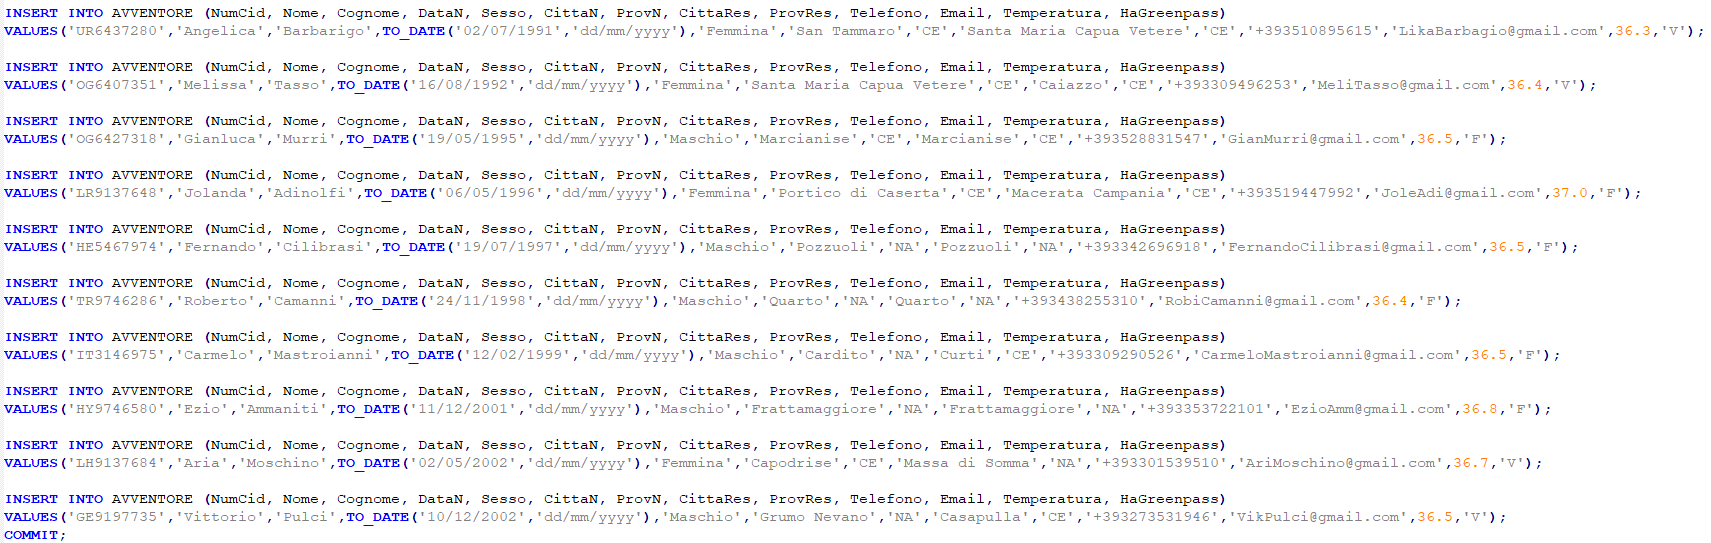 INSERT INTO AVVENTORE (NumCid, Nome, Cognome, DataN, Sesso, CittaN, ProvN, CittaRes, ProvRes, Telefono, Email, Temperatura, HaGreenpass)
VALUES('UR6437280','Angelica','Barbarigo',TO_DATE('02/07/1991','dd/mm/yyyy'),'Femmina','San Tammaro','CE','Santa Maria Capua Vetere','CE','+393510895615','LikaBarbagio@gmail.com',36.3,'V');
INSERT INTO AVVENTORE (NumCid, Nome, Cognome, DataN, Sesso, CittaN, ProvN, CittaRes, ProvRes, Telefono, Email, Temperatura, HaGreenpass)
VALUES('OG6407351','Melissa','Tasso',TO_DATE('16/08/1992','dd/mm/yyyy'),'Femmina','Santa Maria Capua Vetere','CE','Caiazzo','CE','+393309496253','MeliTasso@gmail.com',36.4,'V');
INSERT INTO AVVENTORE (NumCid, Nome, Cognome, DataN, Sesso, CittaN, ProvN, CittaRes, ProvRes, Telefono, Email, Temperatura, HaGreenpass)
VALUES('OG6427318','Gianluca','Murri',TO_DATE('19/05/1995','dd/mm/yyyy'),'Maschio','Marcianise','CE','Marcianise','CE','+393528831547','GianMurri@gmail.com',36.5,'F');
INSERT INTO AVVENTORE (NumCid, Nome, Cognome, DataN, Sesso, CittaN, ProvN, CittaRes, ProvRes, Telefono, Email, Temperatura, HaGreenpass)
VALUES('LR9137648','Jolanda','Adinolfi',TO_DATE('06/05/1996','dd/mm/yyyy'),'Femmina','Portico di Caserta','CE','Macerata Campania','CE','+393519447992','JoleAdi@gmail.com',37.0,'F');
INSERT INTO AVVENTORE (NumCid, Nome, Cognome, DataN, Sesso, CittaN, ProvN, CittaRes, ProvRes, Telefono, Email, Temperatura, HaGreenpass)
VALUES('HE5467974','Fernando','Cilibrasi',TO_DATE('19/07/1997','dd/mm/yyyy'),'Maschio','Pozzuoli','NA','Pozzuoli','NA','+393342696918','FernandoCilibrasi@gmail.com',36.5,'F');
INSERT INTO AVVENTORE (NumCid, Nome, Cognome, DataN, Sesso, CittaN, ProvN, CittaRes, ProvRes, Telefono, Email, Temperatura, HaGreenpass)
VALUES('TR9746286','Roberto','Camanni',TO_DATE('24/11/1998','dd/mm/yyyy'),'Maschio','Quarto','NA','Quarto','NA','+393438255310','RobiCamanni@gmail.com',36.4,'F');
INSERT INTO AVVENTORE (NumCid, Nome, Cognome, DataN, Sesso, CittaN, ProvN, CittaRes, ProvRes, Telefono, Email, Temperatura, HaGreenpass)
VALUES('IT3146975','Carmelo','Mastroianni',TO_DATE('12/02/1999','dd/mm/yyyy'),'Maschio','Cardito','NA','Curti','CE','+393309290526','CarmeloMastroianni@gmail.com',36.5,'F');
INSERT INTO AVVENTORE (NumCid, Nome, Cognome, DataN, Sesso, CittaN, ProvN, CittaRes, ProvRes, Telefono, Email, Temperatura, HaGreenpass)
VALUES('HY9746580','Ezio','Ammaniti',TO_DATE('11/12/2001','dd/mm/yyyy'),'Maschio','Frattamaggiore','NA','Frattamaggiore','NA','+393353722101','EzioAmm@gmail.com',36.8,'F');
INSERT INTO AVVENTORE (NumCid, Nome, Cognome, DataN, Sesso, CittaN, ProvN, CittaRes, ProvRes, Telefono, Email, Temperatura, HaGreenpass)
VALUES('LH9137684','Aria','Moschino',TO_DATE('02/05/2002','dd/mm/yyyy'),'Femmina','Capodrise','CE','Massa di Somma','NA','+393301539510','AriMoschino@gmail.com',36.7,'V');
INSERT INTO AVVENTORE (NumCid, Nome, Cognome, DataN, Sesso, CittaN, ProvN, CittaRes, ProvRes, Telefono, Email, Temperatura, HaGreenpass)
VALUES('GE9197735','Vittorio','Pulci',TO_DATE('10/12/2002','dd/mm/yyyy'),'Maschio','Grumo Nevano','NA','Casapulla','CE','+393273531946','VikPulci@gmail.com',36.5,'V');
COMMIT;